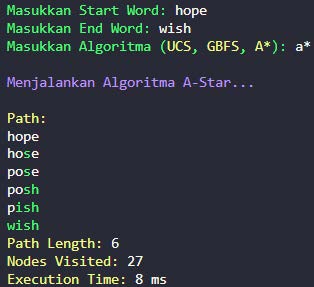 Masukkan Start Word: hope
Masukkan End Word: wish
Masukkan Algoritma (UCS, GBFS, A*): a*
Menjalankan Algoritma A-Star...
Path:
hope
hose
pose
posh
pish
wish
Path Length: 6
Nodes Visited: 27
Execution Time: 8 ms